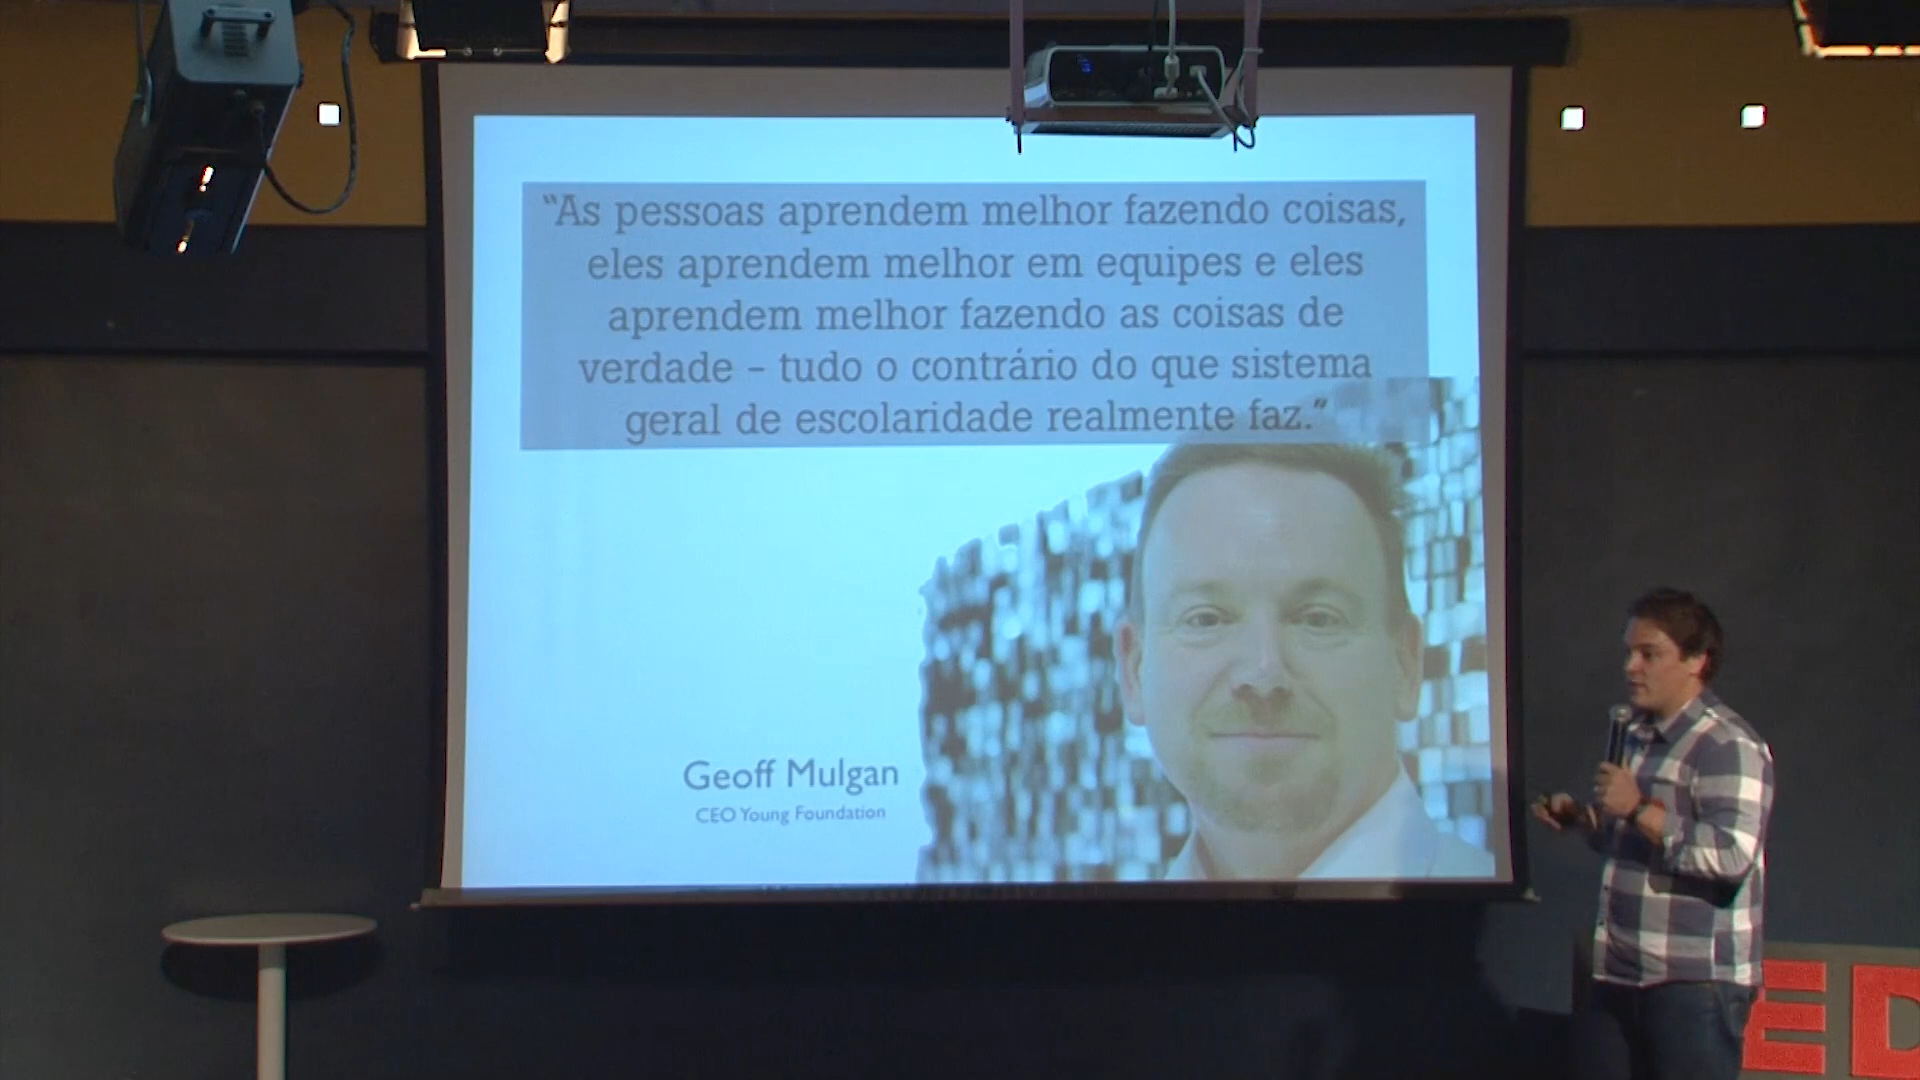 “As pessoas aprendem melhor fazendo coisas,
eles aprendem melhor em equipes e eles
aprendem melhor fazendo as coisas de
verdade – tudo o contrário do que sistema
geral de escolaridade realmente faz.”
Geoff Mulgan
CEO Young Foundation
ED